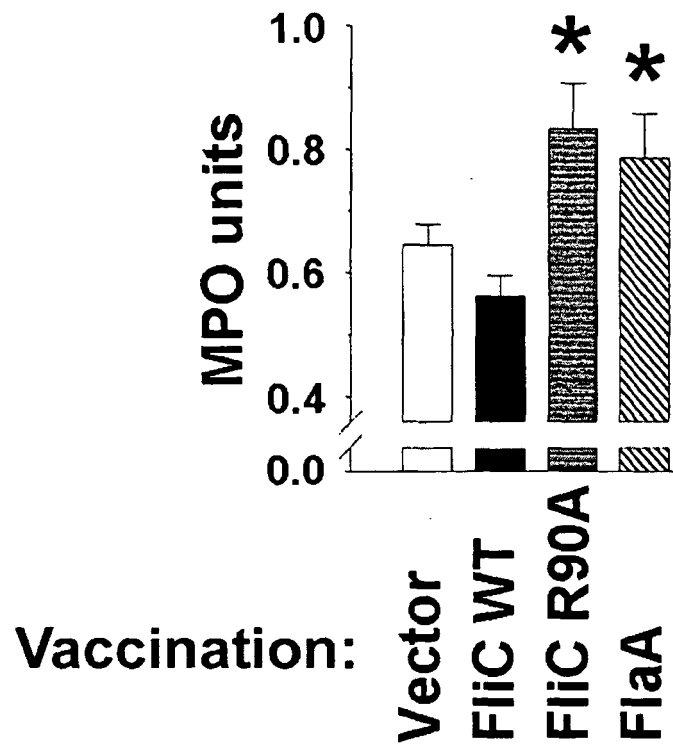 1.0
0.8
0.6
0.4
0.0
MPO units
* *
Vaccination:
Vector
FliC WT
FliC R90A
FlaA